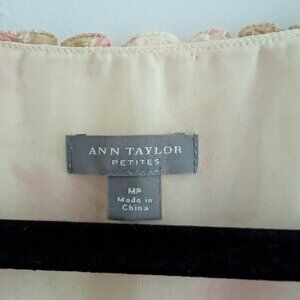 ANN TAYLOR
PETITES
MP
Made in
China